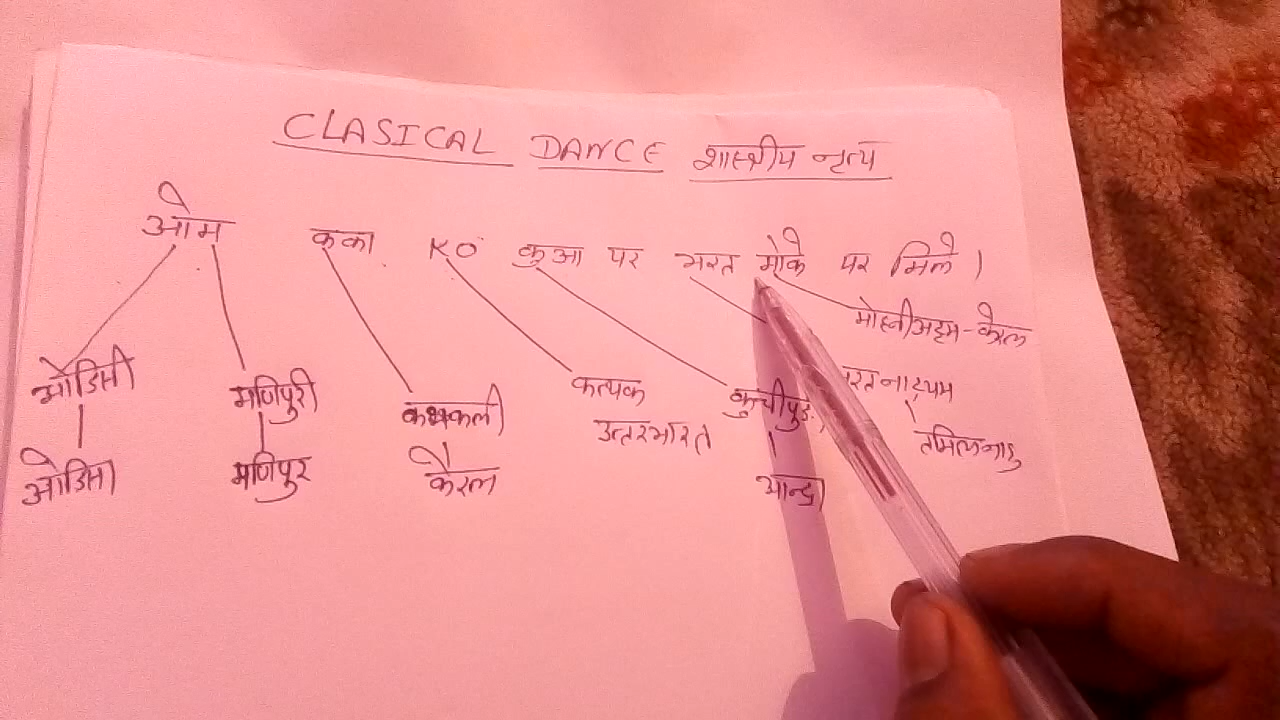 CLASICAL DANCE शास्त्रीय नृत्य
ओम कका KO कुआ पर भरत मोके पर मिले।
मोहनीअट्टम - केरल
ओडिसी मणिपुरी कथकली कत्थक कुचीपुड़ रतनाट्यम
उत्तरभारत तमिलनाडु
ओडिसा मणिपुर केरल आन्ध्रा